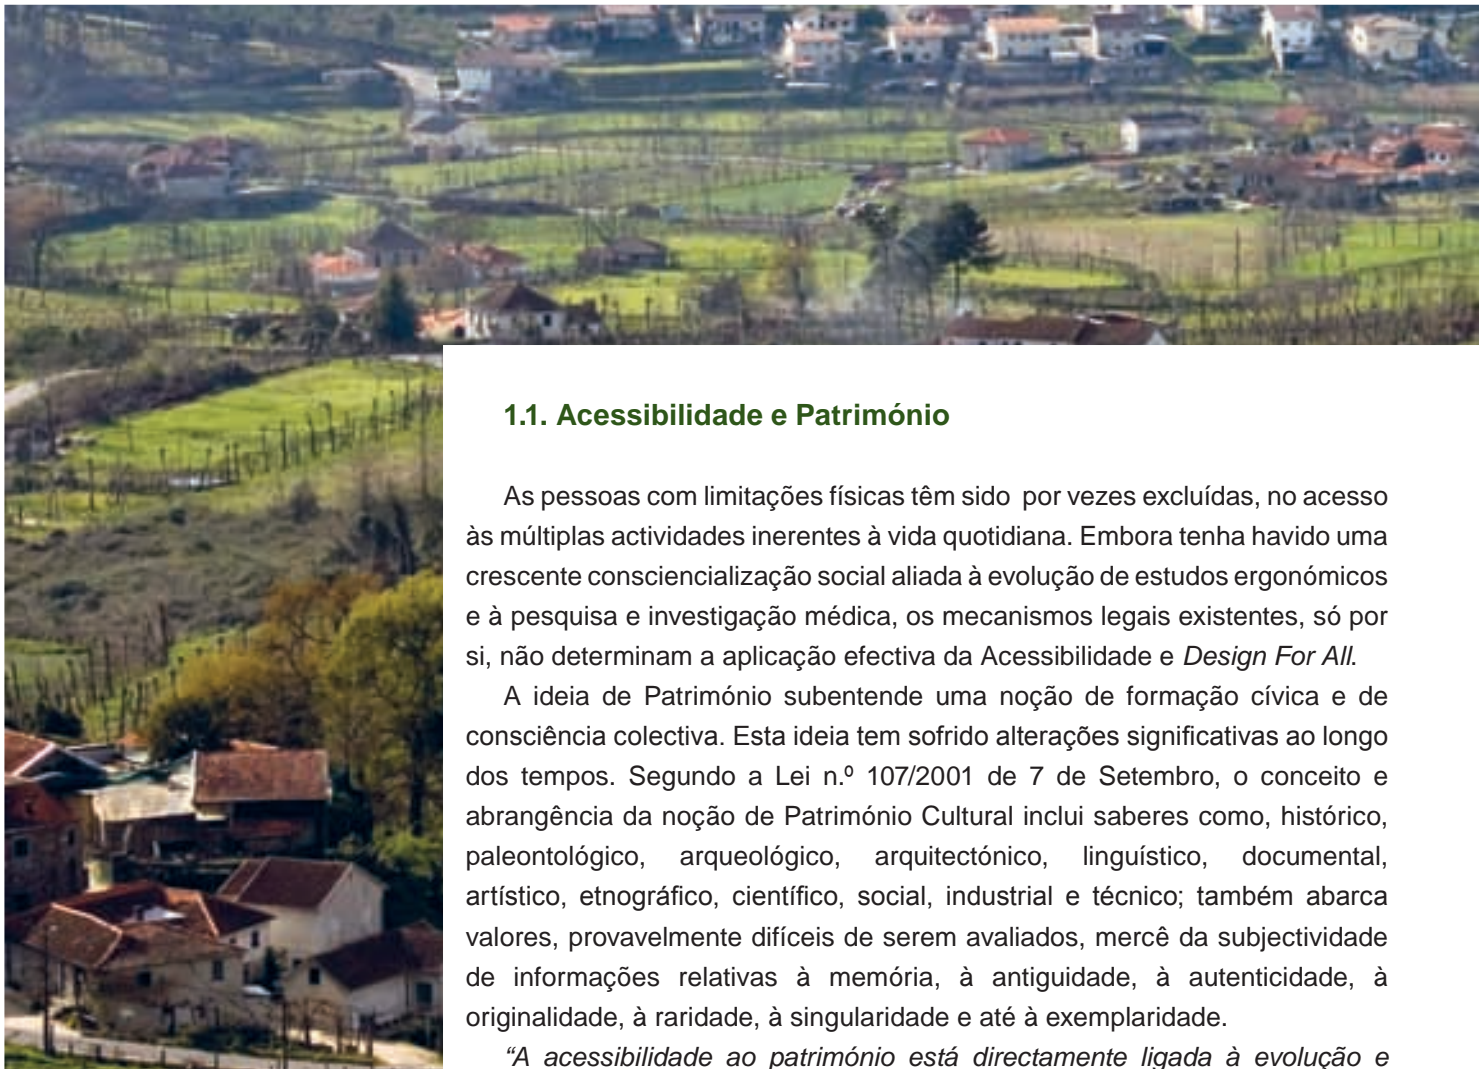 1.1. Acessibilidade e Património
As pessoas com limitações físicas têm sido por vezes excluídas, no acesso
às múltiplas actividades inerentes à vida quotidiana. Embora tenha havido uma
crescente consciencialização social aliada à evolução de estudos ergonómicos
e à pesquisa e investigação médica, os mecanismos legais existentes, só por
si, não determinam a aplicação efectiva da Acessibilidade e Design For All.
A ideia de Património subentende uma noção de formação cívica e de
consciência colectiva. Esta ideia tem sofrido alterações significativas ao longo
dos tempos. Segundo a Lei n.º 107/2001 de 7 de Setembro, o conceito e
abrangência da noção de Património Cultural inclui saberes como, histórico,
paleontológico, arqueológico, arquitectónico, linguístico, documental,
artístico, etnográfico, científico, social, industrial e técnico; também abarca
valores, provavelmente difíceis de serem avaliados, mercê da subjectividade
de informações relativas à memória, à antiguidade, à autenticidade, à
originalidade, à raridade, à singularidade e até à exemplaridade.
“A acessibilidade ao património está directamente ligada à evolução e